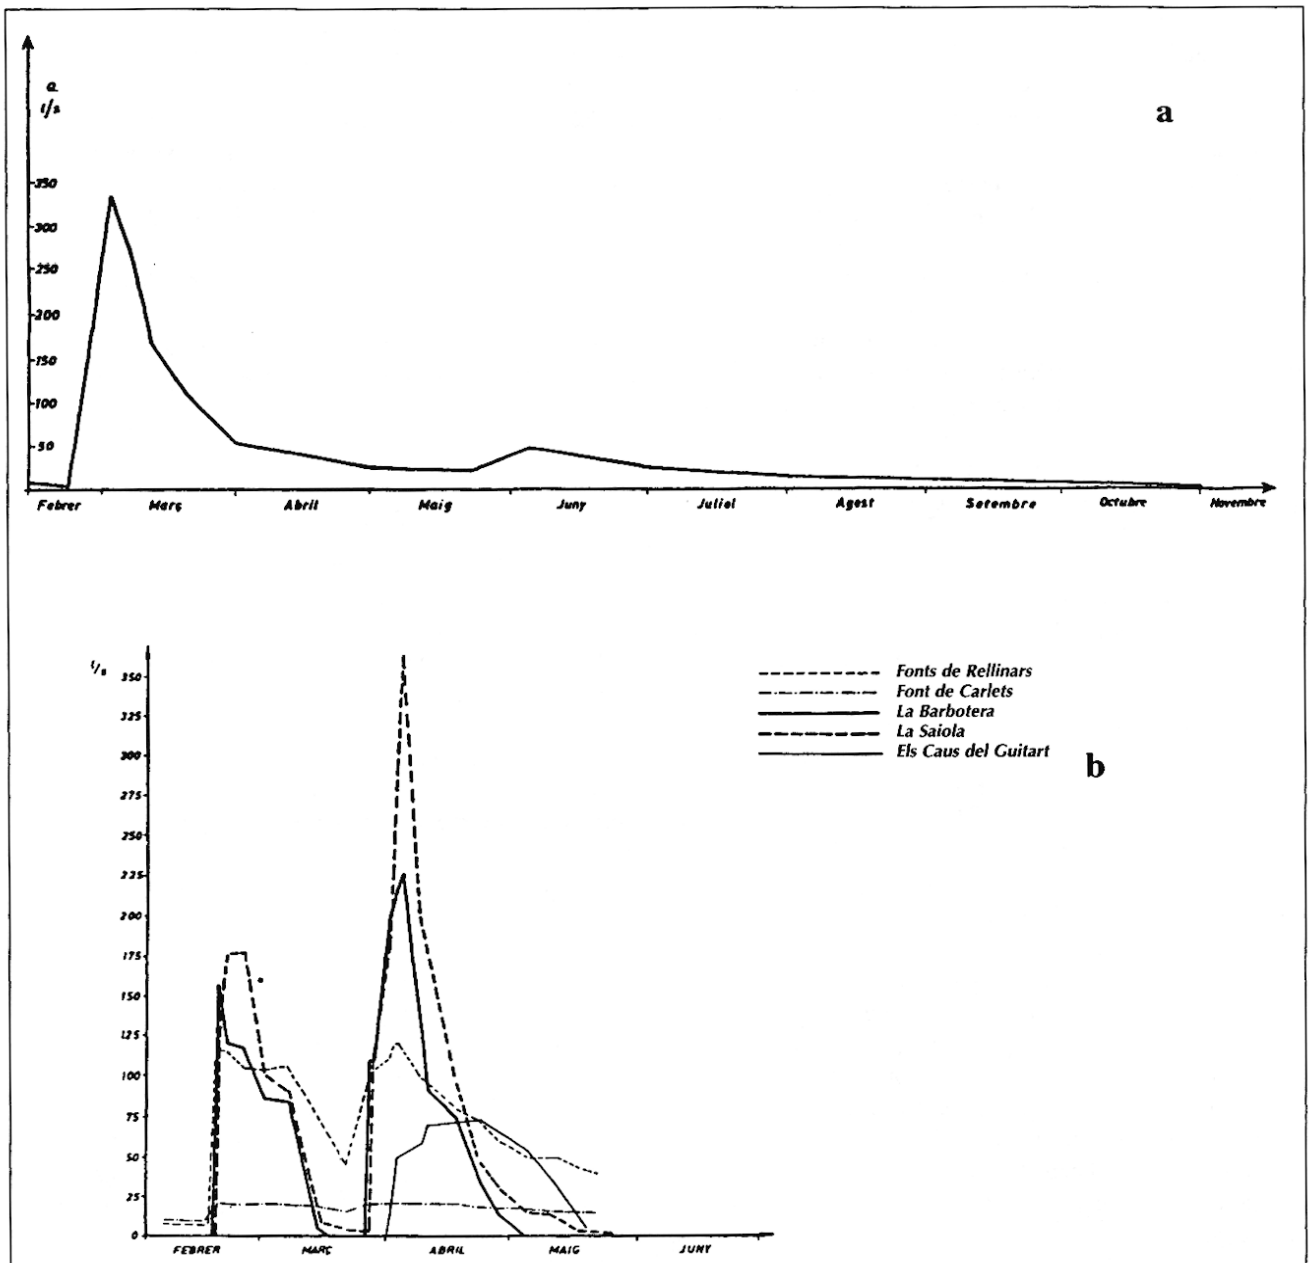 Q
l/s
a
350
300
250
200
150
100
50
Febrer Març Abril Maig Juny Juliol Agost Setembre Octubre Novembre
l/s
350
325
300
275
250
225
200
175
150
125
100
75
50
25
0
FEBRER MARÇ ABRIL MAIG JUNY
Fonts de Rellinars
Font de Carlets
La Barbotera
La Saiola
Els Caus del Guitart
b